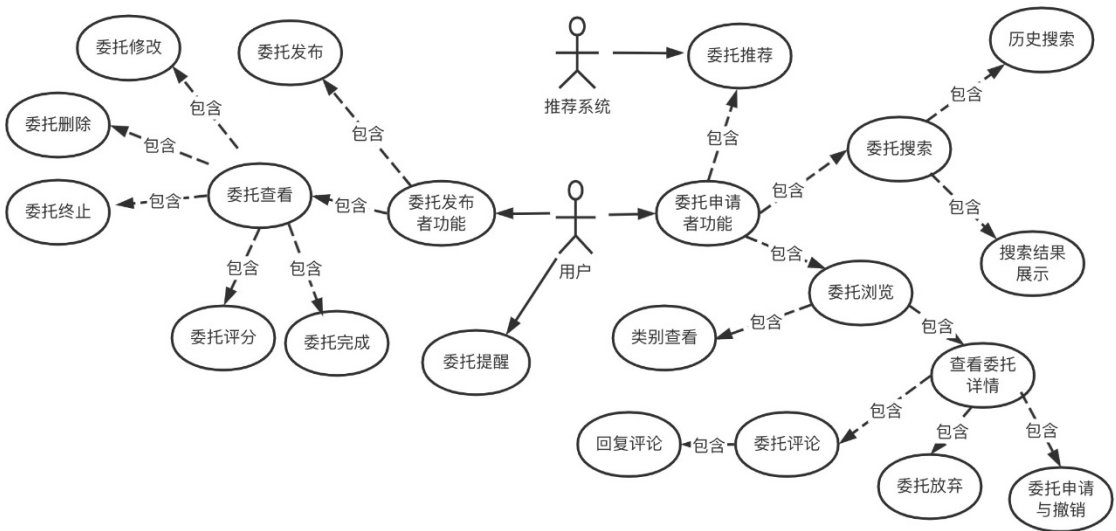 委托修改
委托发布
委托推荐
历史搜索
推荐系统
包含
包含
包含
委托删除
包含
包含
委托搜索
委托查看
委托终止
包含
包含
委托发布
者功能
委托申请
者功能
包含
包含
搜索结果
展示
用户
包含
包含
包含
委托浏览
委托评分
委托完成
委托提醒
类别查看
包含
包含
查看委托
详情
包含
回复评论
包含
委托评论
包含
包含
委托放弃
委托申请
与撤销